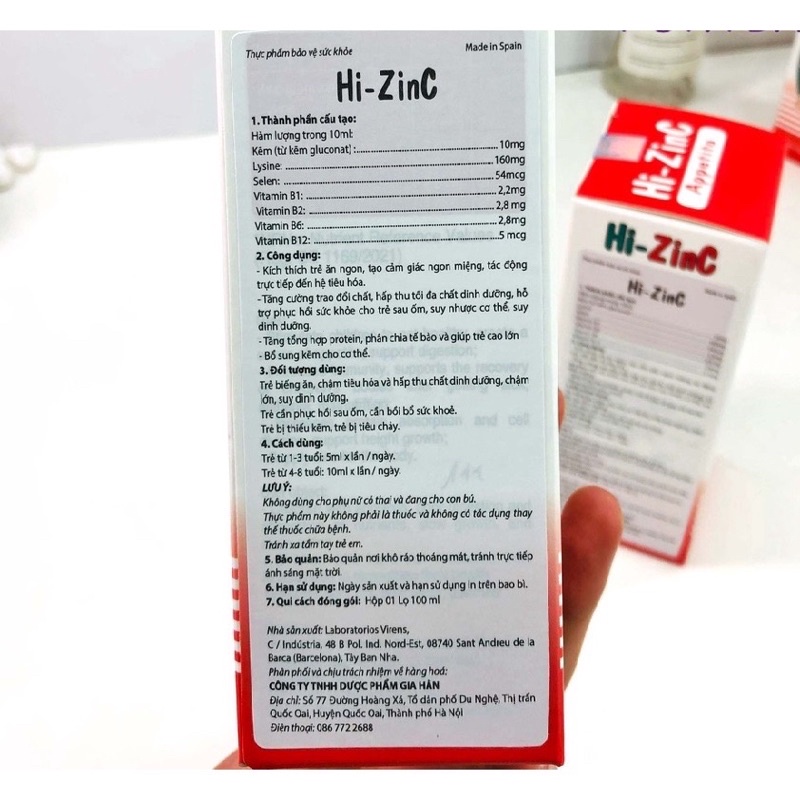 Thực phẩm bảo vệ sức khỏe
Made in Spain
Hi-ZinC
1. Thành phần cấu tạo:
Hàm lượng trong 10ml:
Kẽm (từ kẽm gluconat) :..........10mg
Lysine..........160mg
Selen:..........54mcg
Vitamin B1:..........2,2mg
Vitamin B2:..........2,8 mg
Vitamin B6:..........2,8mg
Vitamin B12:..........5 mcg
2. Công dụng:
- Kích thích trẻ ăn ngon, tạo cảm giác ngon miệng, tác động
trực tiếp đến hệ tiêu hóa.
-Tăng cường trao đổi chất, hấp thu tối đa chất dinh dưỡng, hỗ
trợ phục hồi sức khỏe cho trẻ sau ốm, suy nhược cơ thể, suy
dinh dưỡng.
- Tăng tổng hợp protein, phân chia tế bào và giúp trẻ cao lớn
- Bổ sung kẽm cho cơ thể.
3. Đối tượng dùng:
Trẻ biếng ăn, chậm tiêu hóa và hấp thu chất dinh dưỡng, chậm
lớn, suy dinh dưỡng.
Trẻ cần phục hồi sau ốm, cần bồi bổ sức khoẻ.
Trẻ bị thiếu kẽm, trẻ bị tiêu chảy.
4. Cách dùng:
Trẻ từ 1-3 tuổi: 5ml x lần / ngày.
Trẻ từ 4-8 tuổi: 10ml x lần / ngày
LƯU Ý:
Không dùng cho phụ nữ có thai và đang cho con bú.
Thực phẩm này không phải là thuốc và không có tác dụng thay
thế thuốc chữa bệnh.
Tránh xa tầm tay trẻ em.
5. Bảo quản: Bảo quản nơi khô ráo thoáng mát, tránh trực tiếp
ánh sáng mặt trời.
6. Hạn sử dụng: Ngày sản xuất và hạn sử dụng in trên bao bì.
7. Qui cách đóng gói: Hộp 01 Lọ 100 ml
Nhà sản xuất: Laboratorios Virens,
C / Indústria. 48 B Pol. Ind. Nord-Est, 08740 Sant Andreu de la
Barca (Barcelona), Tây Ban Nha.
Phân phối và chịu trách nhiệm về hàng hoá:
CÔNG TY TNHH DƯỢC PHẨM GIA HÂN
Địa chỉ: Số 77 Đường Hoàng Xá, Tổ dân phố Du Nghệ, Thị trấn
Quốc Oai, Huyện Quốc Oai, Thành phố Hà Nội
Điện thoại: 086 772 2688
Hi-ZinC
Appetito
Hi-ZinC
Hi-ZinC